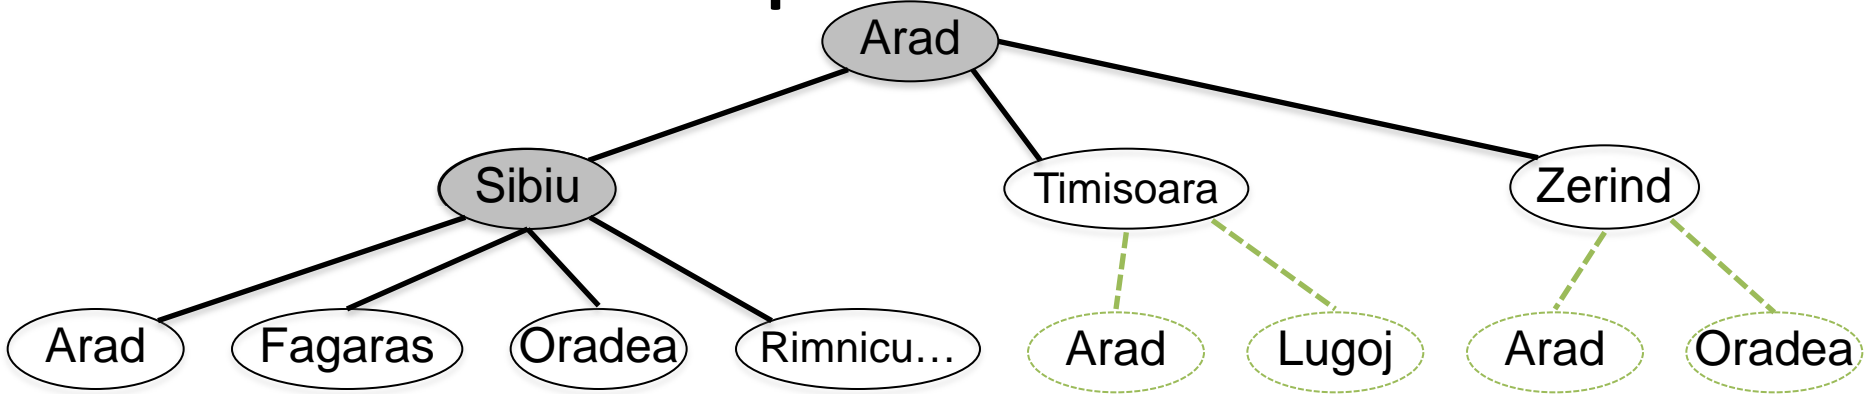 Arad
Sibiu
Timisoara
Zerind
Arad
Fagaras
Oradea
Rimnicu…
Arad
Lugoj
Arad
Oradea